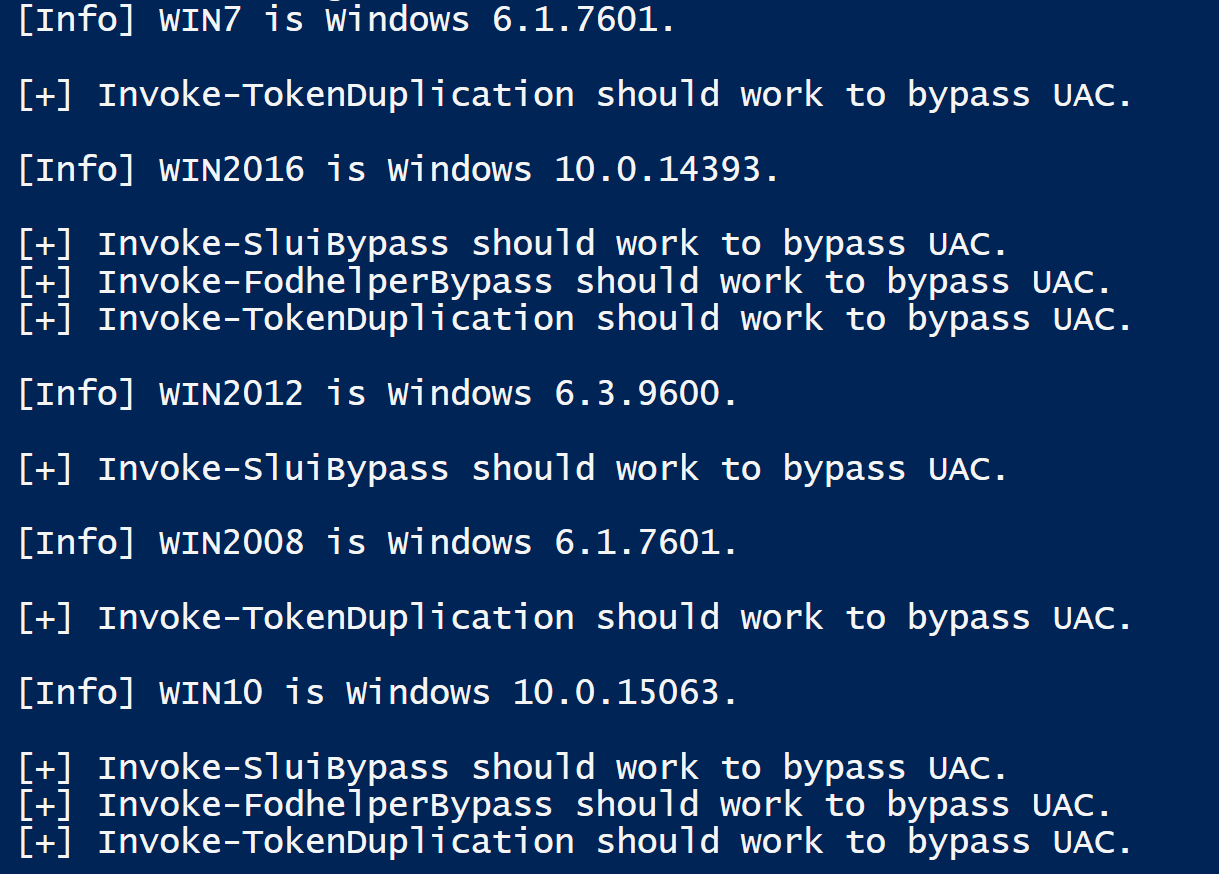 [Info] WIN7 is Windows 6.1.7601.
[+] Invoke-TokenDuplication should work to bypass UAC.
[Info] WIN2016 is Windows 10.0.14393.
[+] Invoke-SluiBypass should work to bypass UAC.
[+] Invoke-FodhelperBypass should work to bypass UAC.
[+] Invoke-TokenDuplication should work to bypass UAC.
[Info] WIN2012 is Windows 6.3.9600.
[+] Invoke-SluiBypass should work to bypass UAC.
[Info] WIN2008 is Windows 6.1.7601.
[+] Invoke-TokenDuplication should work to bypass UAC.
[Info] WIN10 is Windows 10.0.15063.
[+] Invoke-SluiBypass should work to bypass UAC.
[+] Invoke-FodhelperBypass should work to bypass UAC.
[+] Invoke-TokenDuplication should work to bypass UAC.